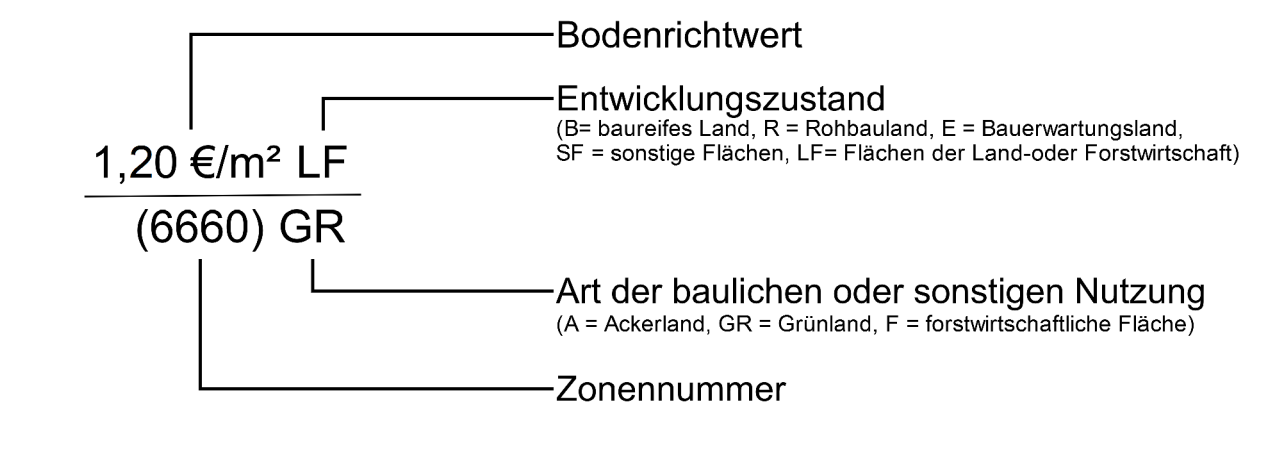 Bodenrichtwert
Entwicklungszustand
(B= baureifes Land, R = Rohbauland, E = Bauerwartungsland,
SF = sonstige Flächen, LF= Flächen der Land-oder Forstwirtschaft)
1,20 €/m² LF
(6660) GR
Art der baulichen oder sonstigen Nutzung
(A = Ackerland, GR = Grünland, F = forstwirtschaftliche Fläche)
Zonennummer